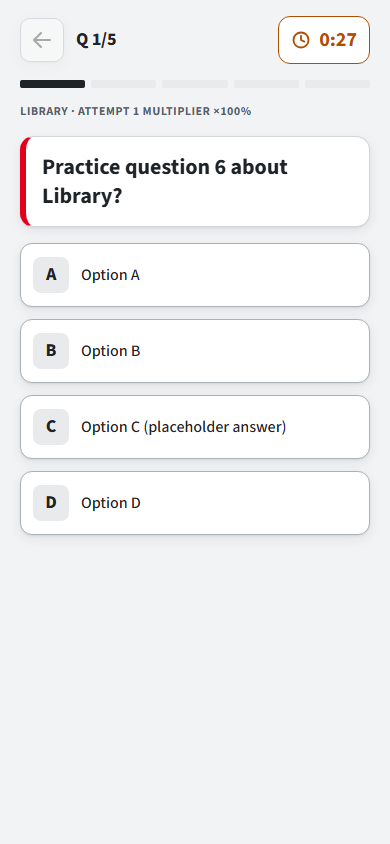 Q 1/5
0:27
LIBRARY · ATTEMPT 1 MULTIPLIER ×100%
Practice question 6 about
Library?
A Option A
B Option B
C Option C (placeholder answer)
D Option D